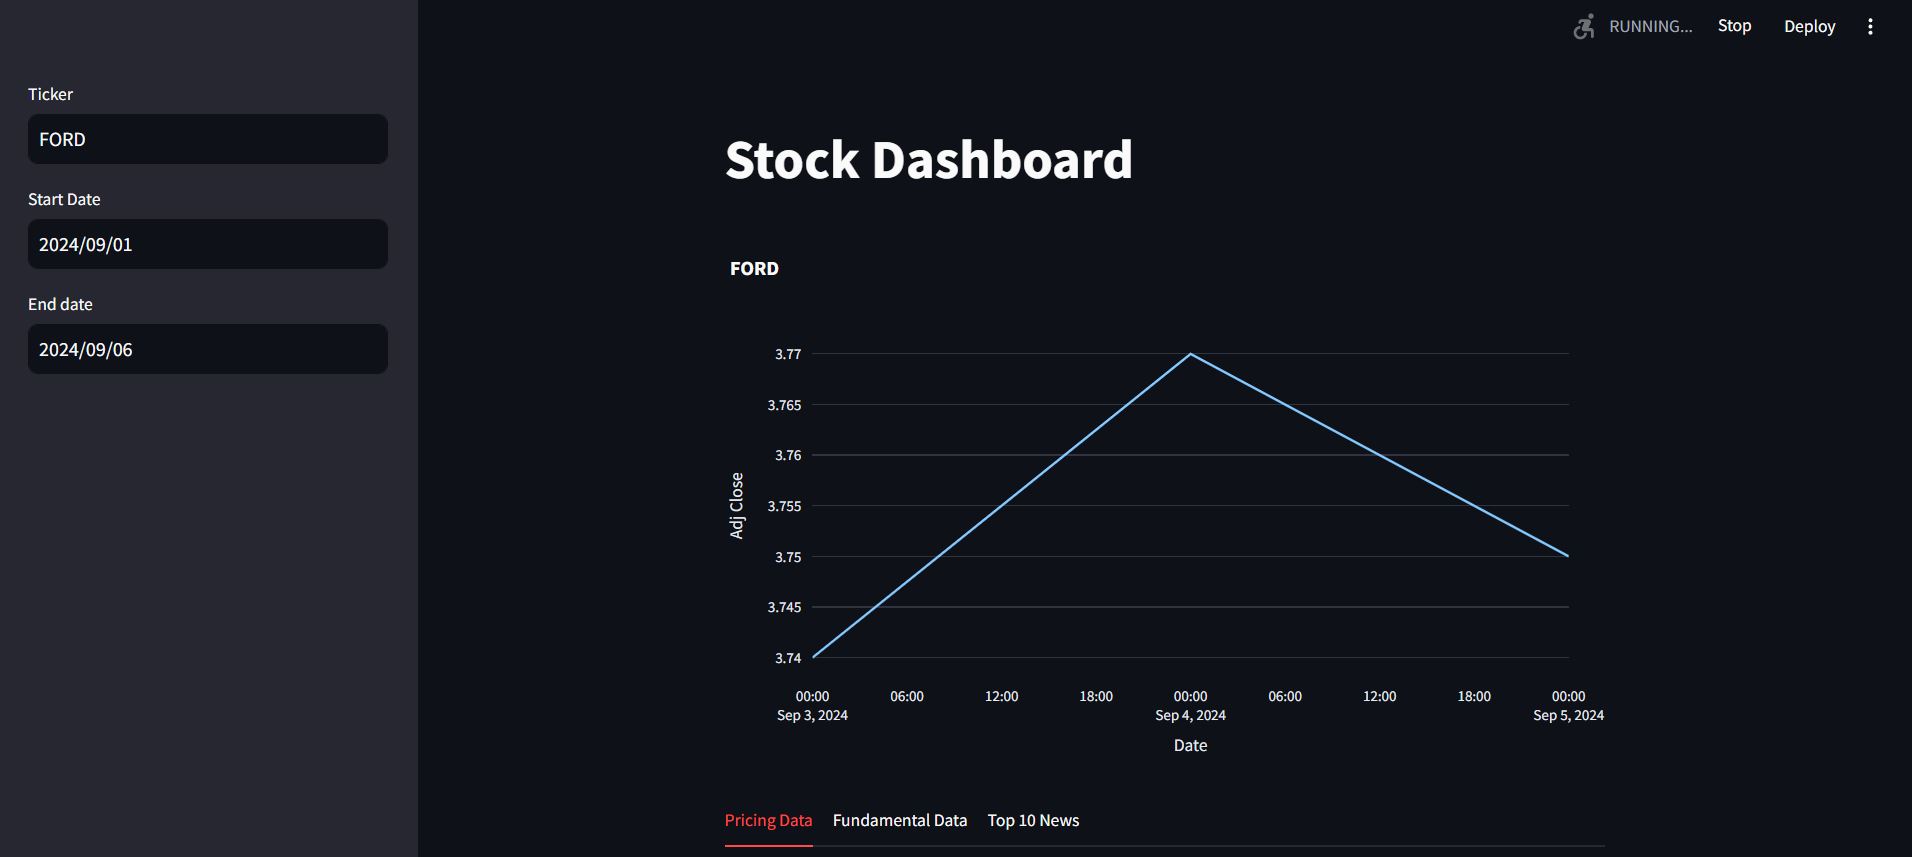 RUNNING... Stop Deploy
Ticker
FORD
Start Date
2024/09/01
End date
2024/09/06
Stock Dashboard
FORD
3.77
3.765
3.76
3.755
3.75
3.745
3.74
Adj Close
00:00 06:00 12:00 18:00 00:00 06:00 12:00 18:00 00:00
Sep 3, 2024 Sep 4, 2024 Sep 5, 2024
Date
Pricing Data Fundamental Data Top 10 News